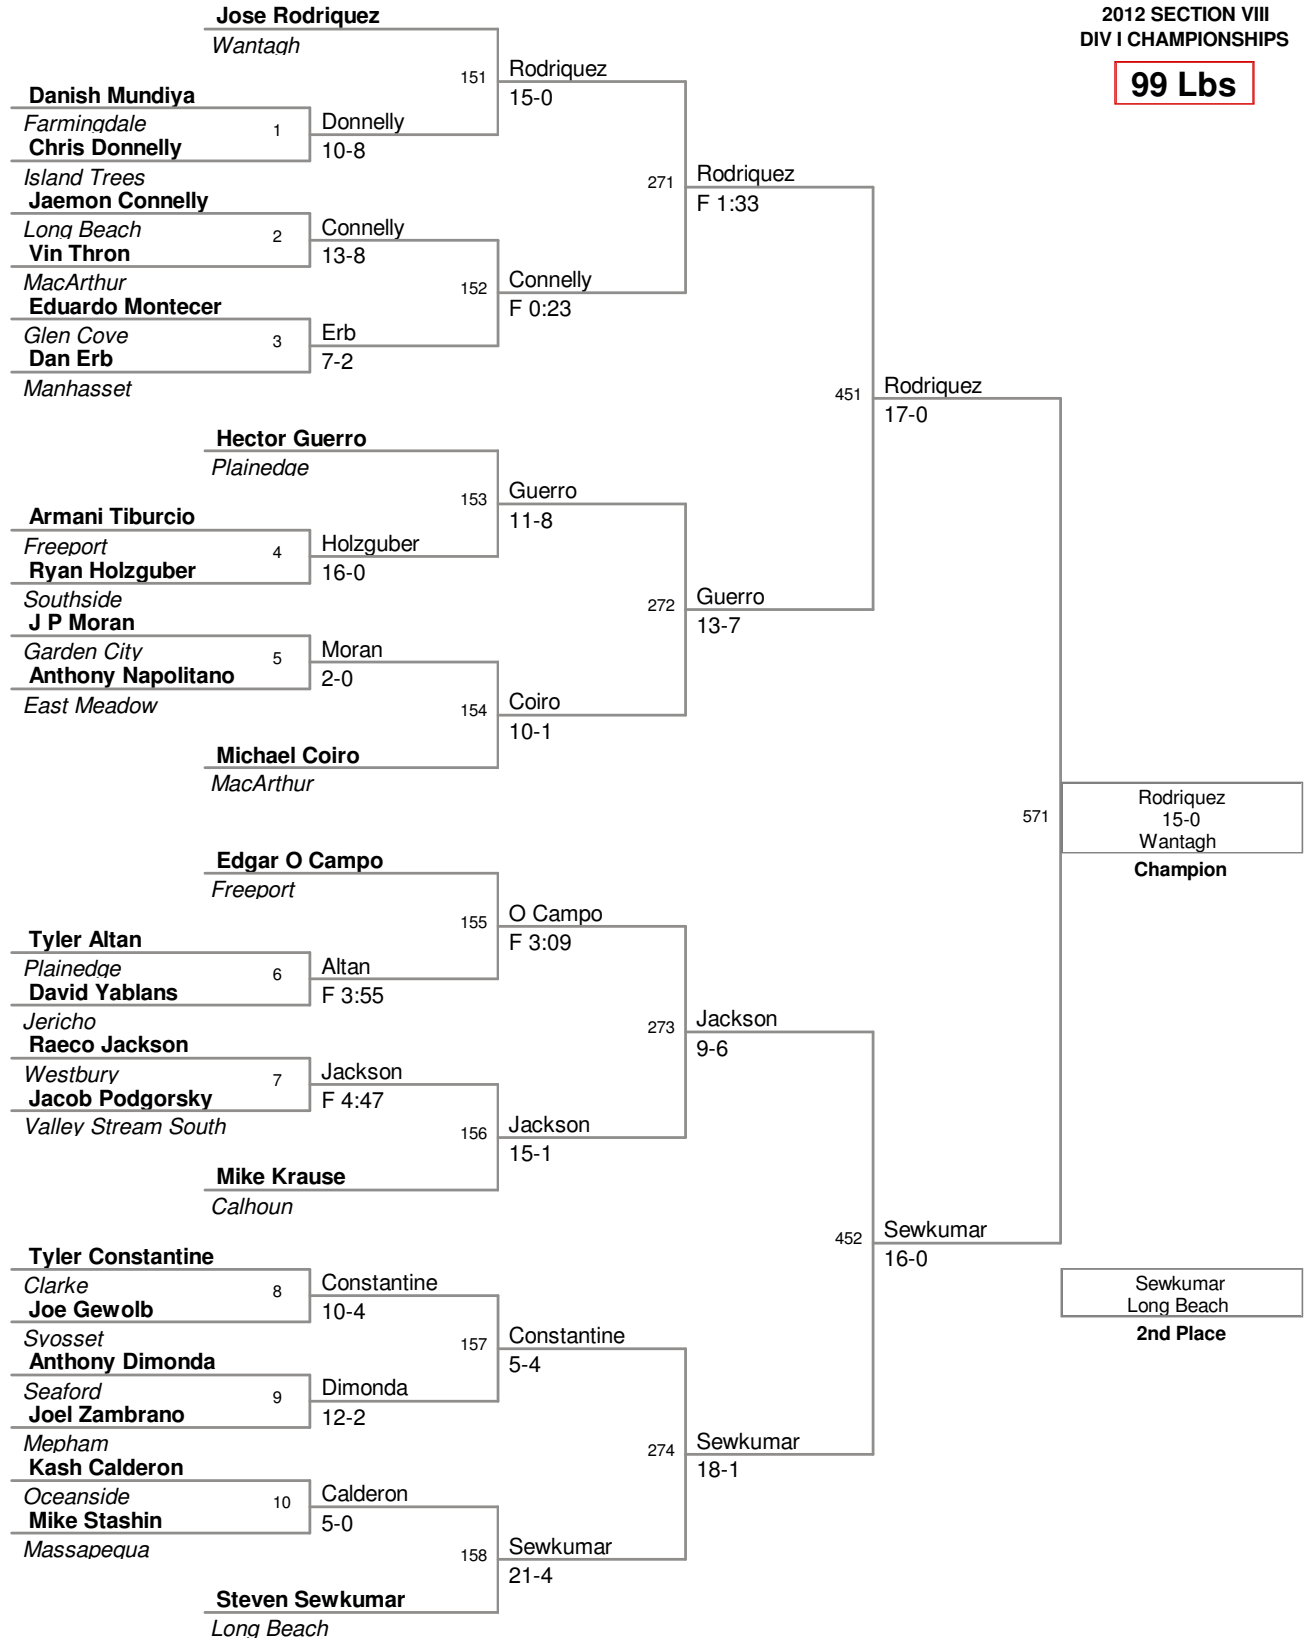 Jose Rodriquez
2012 SECTION VIII
Wantagh
DIV I CHAMPIONSHIPS
151
Rodriquez
99 Lbs
Danish Mundiya
15-0
Farmingdale
1
Donnelly
Chris Donnelly
10-8
Island Trees
271
Rodriquez
Jaemon Connelly
F 1:33
Long Beach
2
Connelly
Vin Thron
13-8
MacArthur
152
Connelly
Eduardo Montecer
F 0:23
Glen Cove
3
Erb
Dan Erb
7-2
Manhasset
451
Rodriquez
17-0
Hector Guerro
Plainedge
153
Guerro
Armani Tiburcio
11-8
Freeport
4
Holzguber
Ryan Holzguber
16-0
Southside
272
Guerro
J P Moran
13-7
Garden City
5
Moran
Anthony Napolitano
2-0
East Meadow
154
Coiro
10-1
Michael Coiro
MacArthur
571
Rodriquez
15-0
Wantagh
Champion
Edgar O Campo
Freeport
155
O Campo
Tyler Altan
F 3:09
Plainedge
6
Altan
David Yablans
F 3:55
Jericho
273
Jackson
Raeco Jackson
9-6
Westbury
7
Jackson
Jacob Podgorsky
F 4:47
Valley Stream South
156
Jackson
15-1
Mike Krause
Calhoun
452
Sewkumar
Tyler Constantine
16-0
Clarke
8
Constantine
Sewkumar
Joe Gewolb
10-4
Long Beach
Syosset
157
Constantine
2nd Place
Anthony Dimonda
5-4
Seaford
9
Dimonda
Joel Zambrano
12-2
Mepham
274
Sewkumar
Kash Calderon
18-1
Oceanside
10
Calderon
Mike Stashin
5-0
Massapequa
158
Sewkumar
21-4
Steven Sewkumar
Long Beach